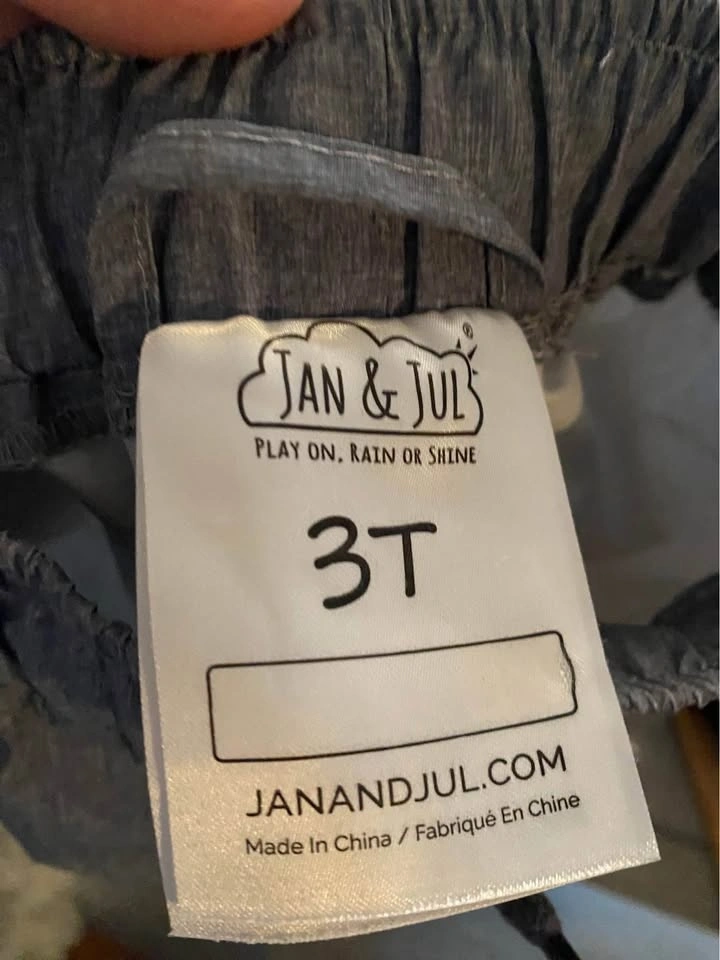 JAN & JUL®
PLAY ON. RAIN OR SHINE
3T
JANANDJUL.COM
Made In China / Fabriqué En Chine